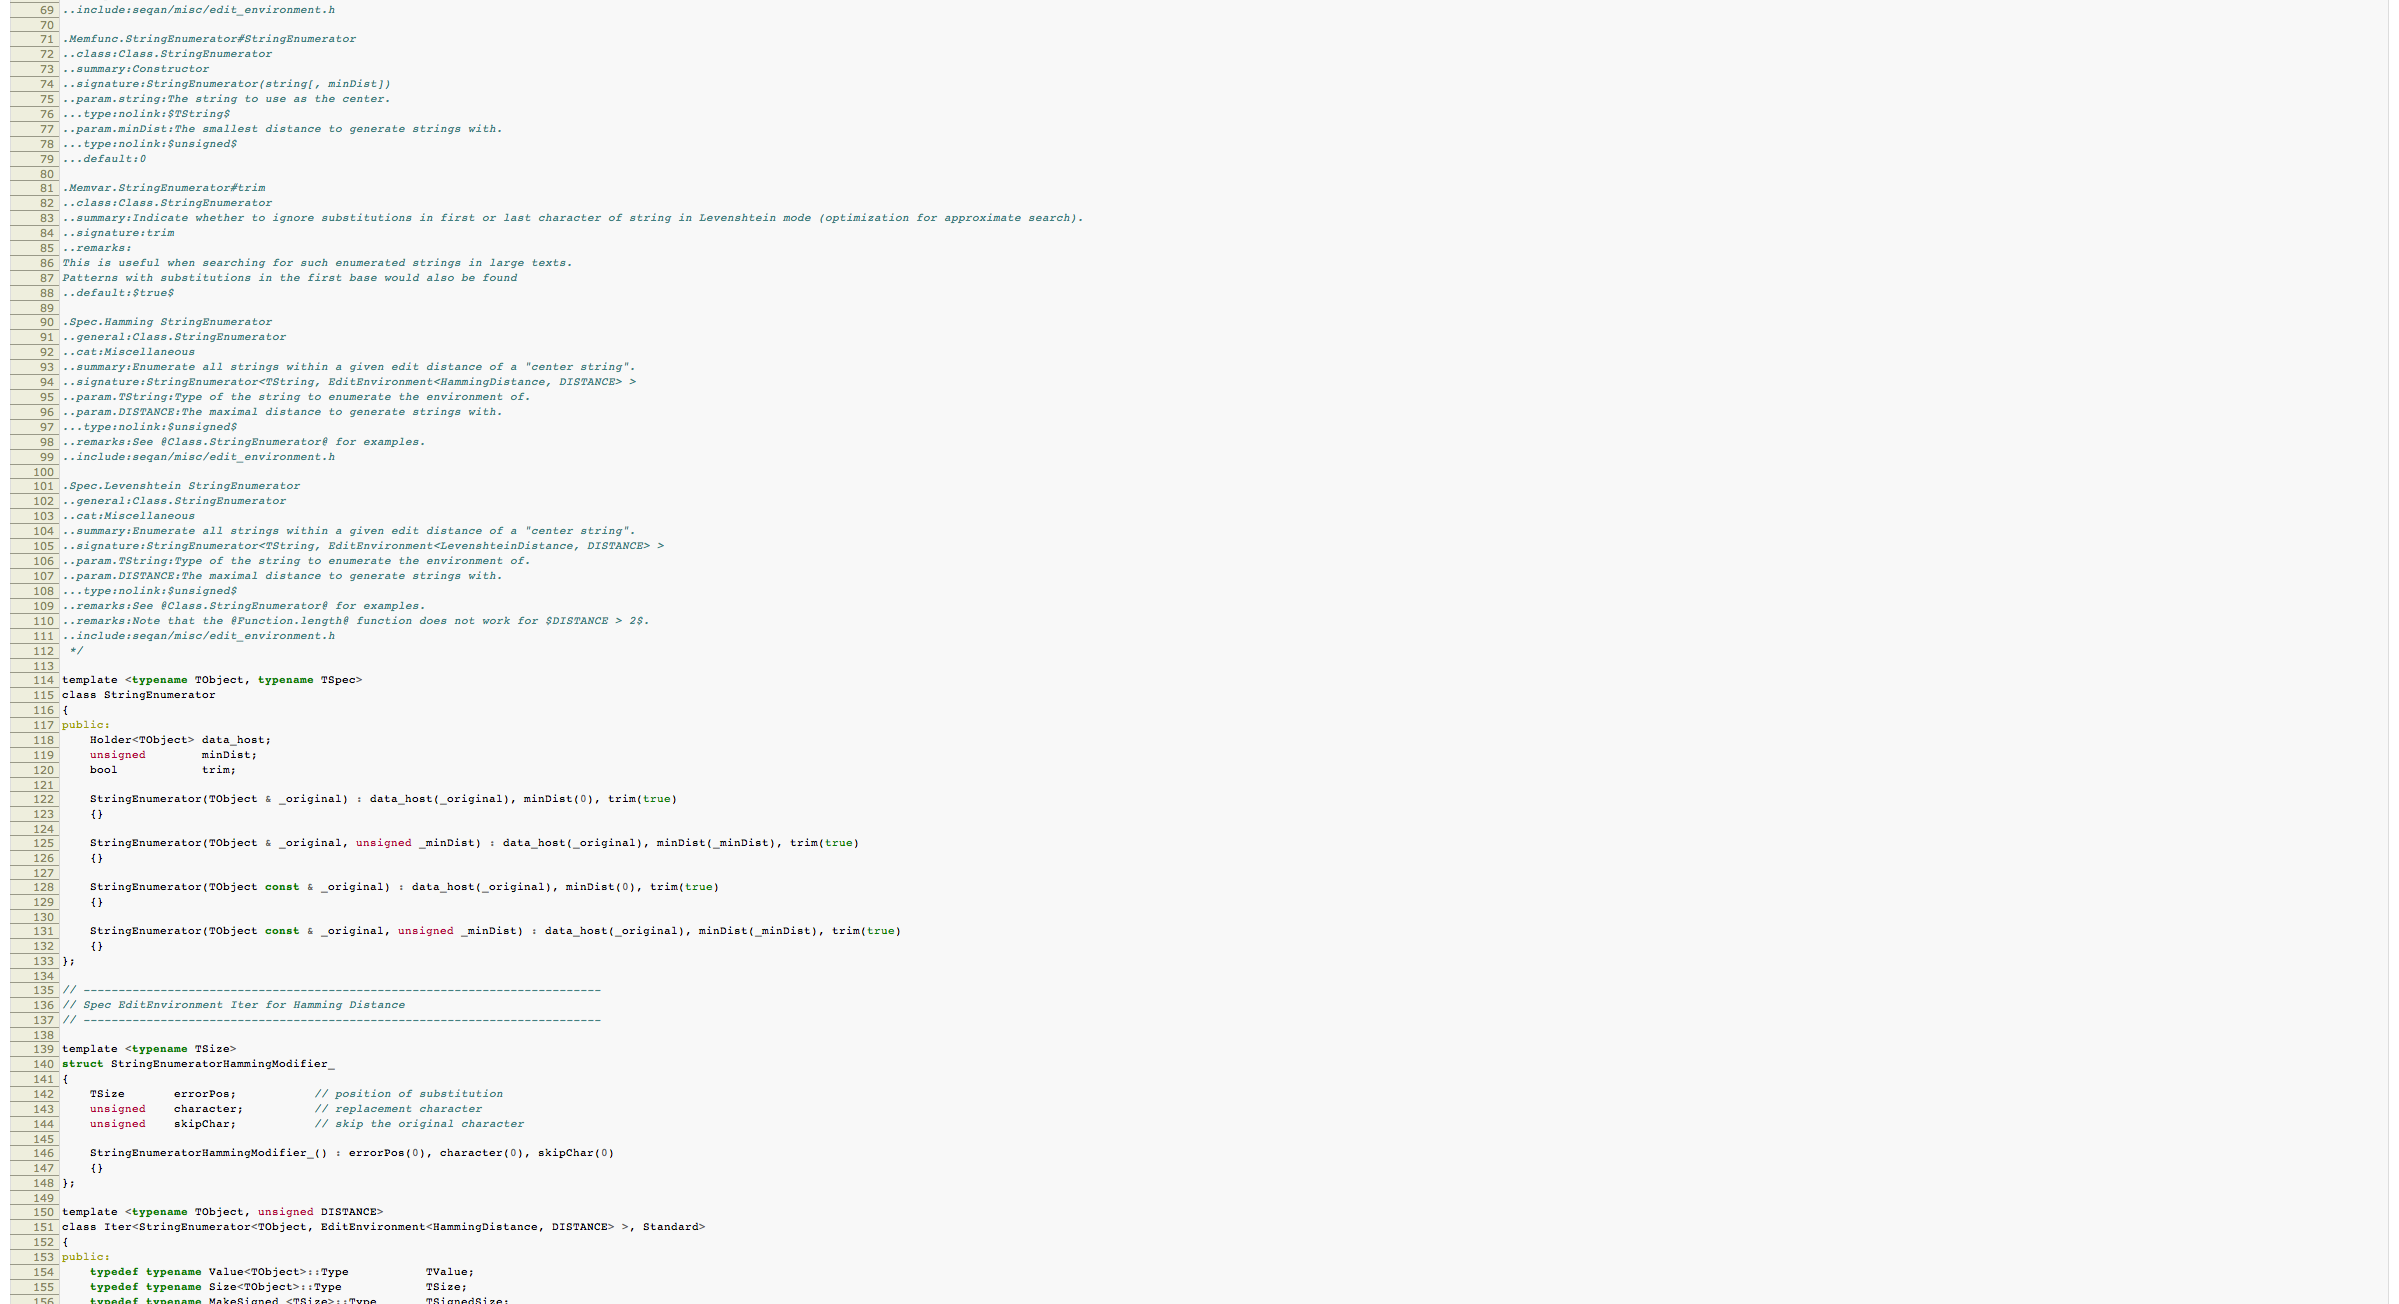 69 ..include:seqan/misc/edit_environment.h
70
71 .Memfunc.StringEnumerator#StringEnumerator
72 ..class:Class.StringEnumerator
73 ..summary:Constructor
74 ..signature:StringEnumerator(string[, minDist])
75 ..param.string:The string to use as the center.
76 ...type:nolink:$TString$
77 ..param.minDist:The smallest distance to generate strings with.
78 ...type:nolink:$unsigned$
79 ...default:0
80
81 .Memvar.StringEnumerator#trim
82 ..class:Class.StringEnumerator
83 ..summary:Indicate whether to ignore substitutions in first or last character of string in Levenshtein mode (optimization for approximate search).
84 ..signature:trim
85 ..remarks:
86 This is useful when searching for such enumerated strings in large texts.
87 Patterns with substitutions in the first base would also be found
88 ..default:$true$
89
90 .Spec.Hamming StringEnumerator
91 ..general:Class.StringEnumerator
92 ..cat:Miscellaneous
93 ..summary:Enumerate all strings within a given edit distance of a "center string".
94 ..signature:StringEnumerator<TString, EditEnvironment<HammingDistance, DISTANCE> >
95 ..param.TString:Type of the string to enumerate the environment of.
96 ..param.DISTANCE:The maximal distance to generate strings with.
97 ...type:nolink:$unsigned$
98 ..remarks:See @Class.StringEnumerator@ for examples.
99 ..include:seqan/misc/edit_environment.h
100
101 .Spec.Levenshtein StringEnumerator
102 ..general:Class.StringEnumerator
103 ..cat:Miscellaneous
104 ..summary:Enumerate all strings within a given edit distance of a "center string".
105 ..signature:StringEnumerator<TString, EditEnvironment<LevenshteinDistance, DISTANCE> >
106 ..param.TString:Type of the string to enumerate the environment of.
107 ..param.DISTANCE:The maximal distance to generate strings with.
108 ...type:nolink:$unsigned$
109 ..remarks:See @Class.StringEnumerator@ for examples.
110 ..remarks:Note that the @Function.length@ function does not work for $DISTANCE > 2$.
111 ..include:seqan/misc/edit_environment.h
112  */
113
114 template <typename TObject, typename TSpec>
115 class StringEnumerator
116 {
117 public:
118     Holder<TObject> data_host;
119     unsigned        minDist;
120     bool            trim;
121
122     StringEnumerator(TObject & _original) : data_host(_original), minDist(0), trim(true)
123     {}
124
125     StringEnumerator(TObject & _original, unsigned _minDist) : data_host(_original), minDist(_minDist), trim(true)
126     {}
127
128     StringEnumerator(TObject const & _original) : data_host(_original), minDist(0), trim(true)
129     {}
130
131     StringEnumerator(TObject const & _original, unsigned _minDist) : data_host(_original), minDist(_minDist), trim(true)
132     {}
133 };
134
135 // --------------------------------------------------------------------------
136 // Spec EditEnvironment Iter for Hamming Distance
137 // --------------------------------------------------------------------------
138
139 template <typename TSize>
140 struct StringEnumeratorHammingModifier_
141 {
142     TSize       errorPos;           // position of substitution
143     unsigned    character;          // replacement character
144     unsigned    skipChar;           // skip the original character
145
146     StringEnumeratorHammingModifier_() : errorPos(0), character(0), skipChar(0)
147     {}
148 };
149
150 template <typename TObject, unsigned DISTANCE>
151 class Iter<StringEnumerator<TObject, EditEnvironment<HammingDistance, DISTANCE> >, Standard>
152 {
153 public:
154     typedef typename Value<TObject>::Type           TValue;
155     typedef typename Size<TObject>::Type            TSize;
156     typedef typename MakeSigned_<TSize>::Type       TSignedSize;